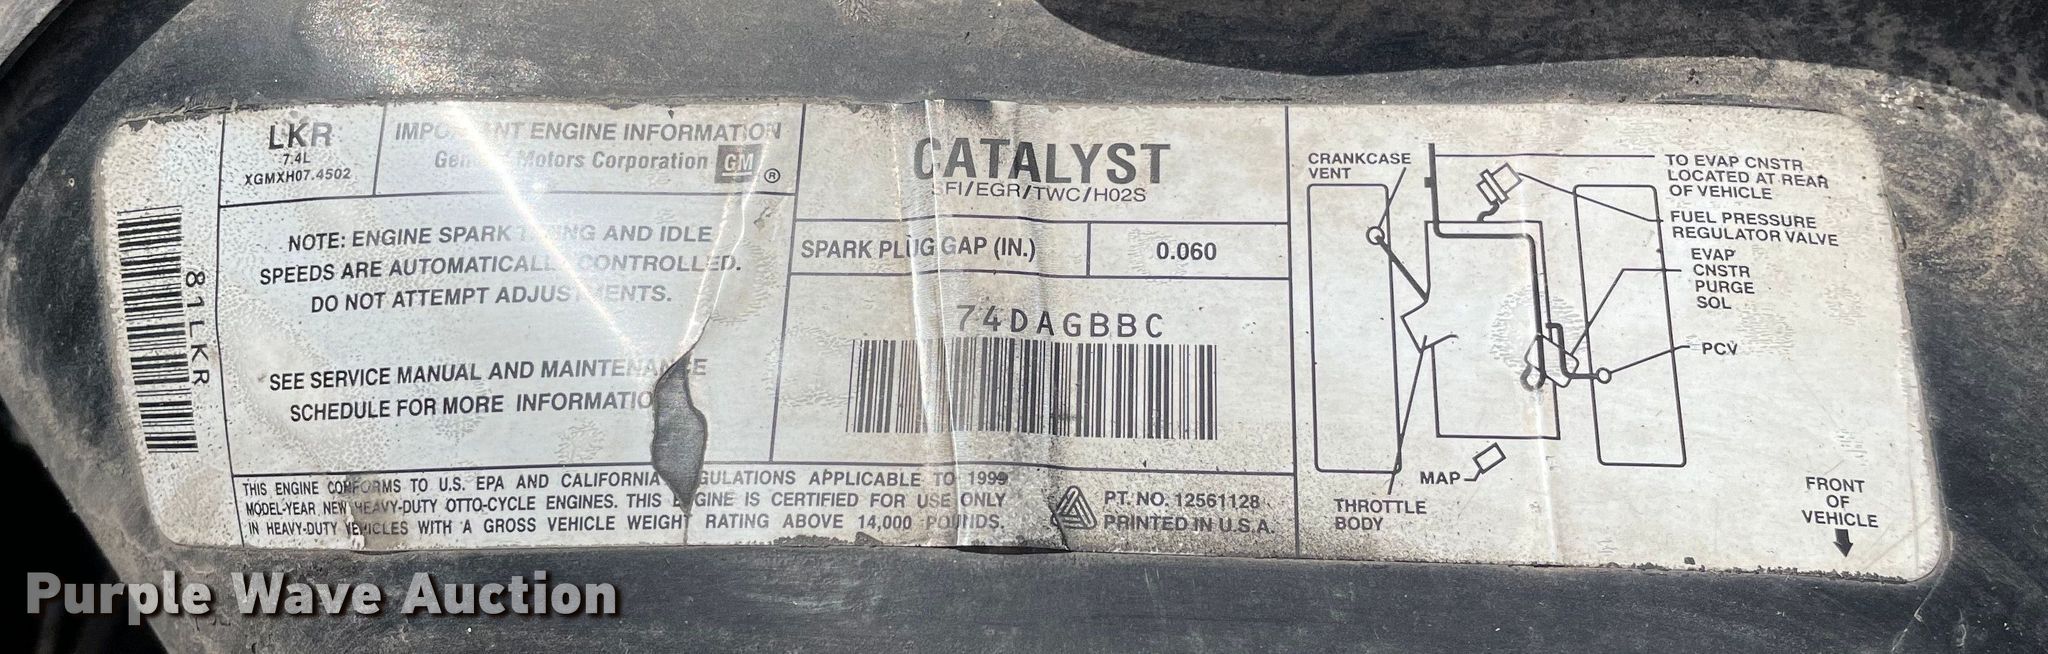 81LKR
LKR
7.4L
XGMXH07.4502
IMPORTANT ENGINE INFORMATION
General Motors Corporation GM ®
NOTE: ENGINE SPARK TIMING AND IDLE
SPEEDS ARE AUTOMATICALLY CONTROLLED.
DO NOT ATTEMPT ADJUSTMENTS.
SEE SERVICE MANUAL AND MAINTENANCE
SCHEDULE FOR MORE INFORMATIO
THIS ENGINE CONFORMS TO U.S. EPA AND CALIFORNIA GULATIONS APPLICABLE TO 1999
MODEL-YEAR NEW HEAVY-DUTY OTTO-CYCLE ENGINES. THIS ENGINE IS CERTIFIED FOR USE ONLY
IN HEAVY-DUTY VEHICLES WITH A GROSS VEHICLE WEIGHT RATING ABOVE 14,000 POUNDS.
CATALYST
SFI/EGR/TWC/H02S
SPARK PLUG GAP (IN.) 0.060
74DAGBBC
PT. NO. 12561128
PRINTED IN U.S.A.
CRANKCASE
VENT
TO EVAP CNSTR
LOCATED AT REAR
OF VEHICLE
FUEL PRESSURE
REGULATOR VALVE
EVAP
CNSTR
PURGE
SOL
PCV
MAP
THROTTLE
BODY
FRONT
OF
VEHICLE
Purple Wave Auction